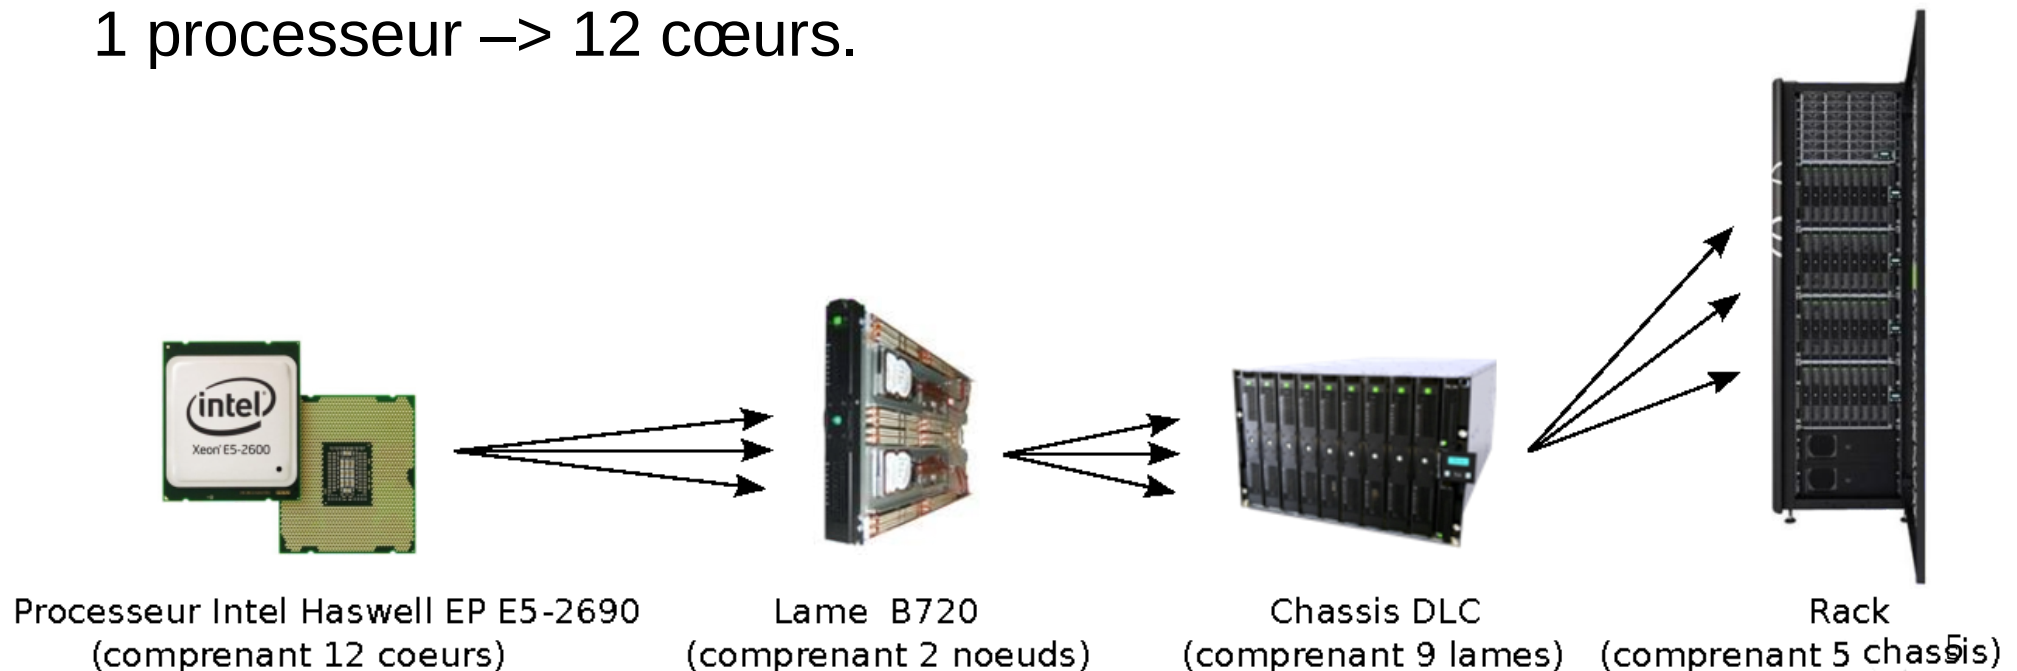 1 processeur –> 12 cœurs.
intel
Xeon E5-2600
Processeur Intel Haswell EP E5-2690
(comprenant 12 coeurs)
Lame B720
(comprenant 2 noeuds)
Chassis DLC
(comprenant 9 lames)
Rack
(comprenant 5 chassis)
5